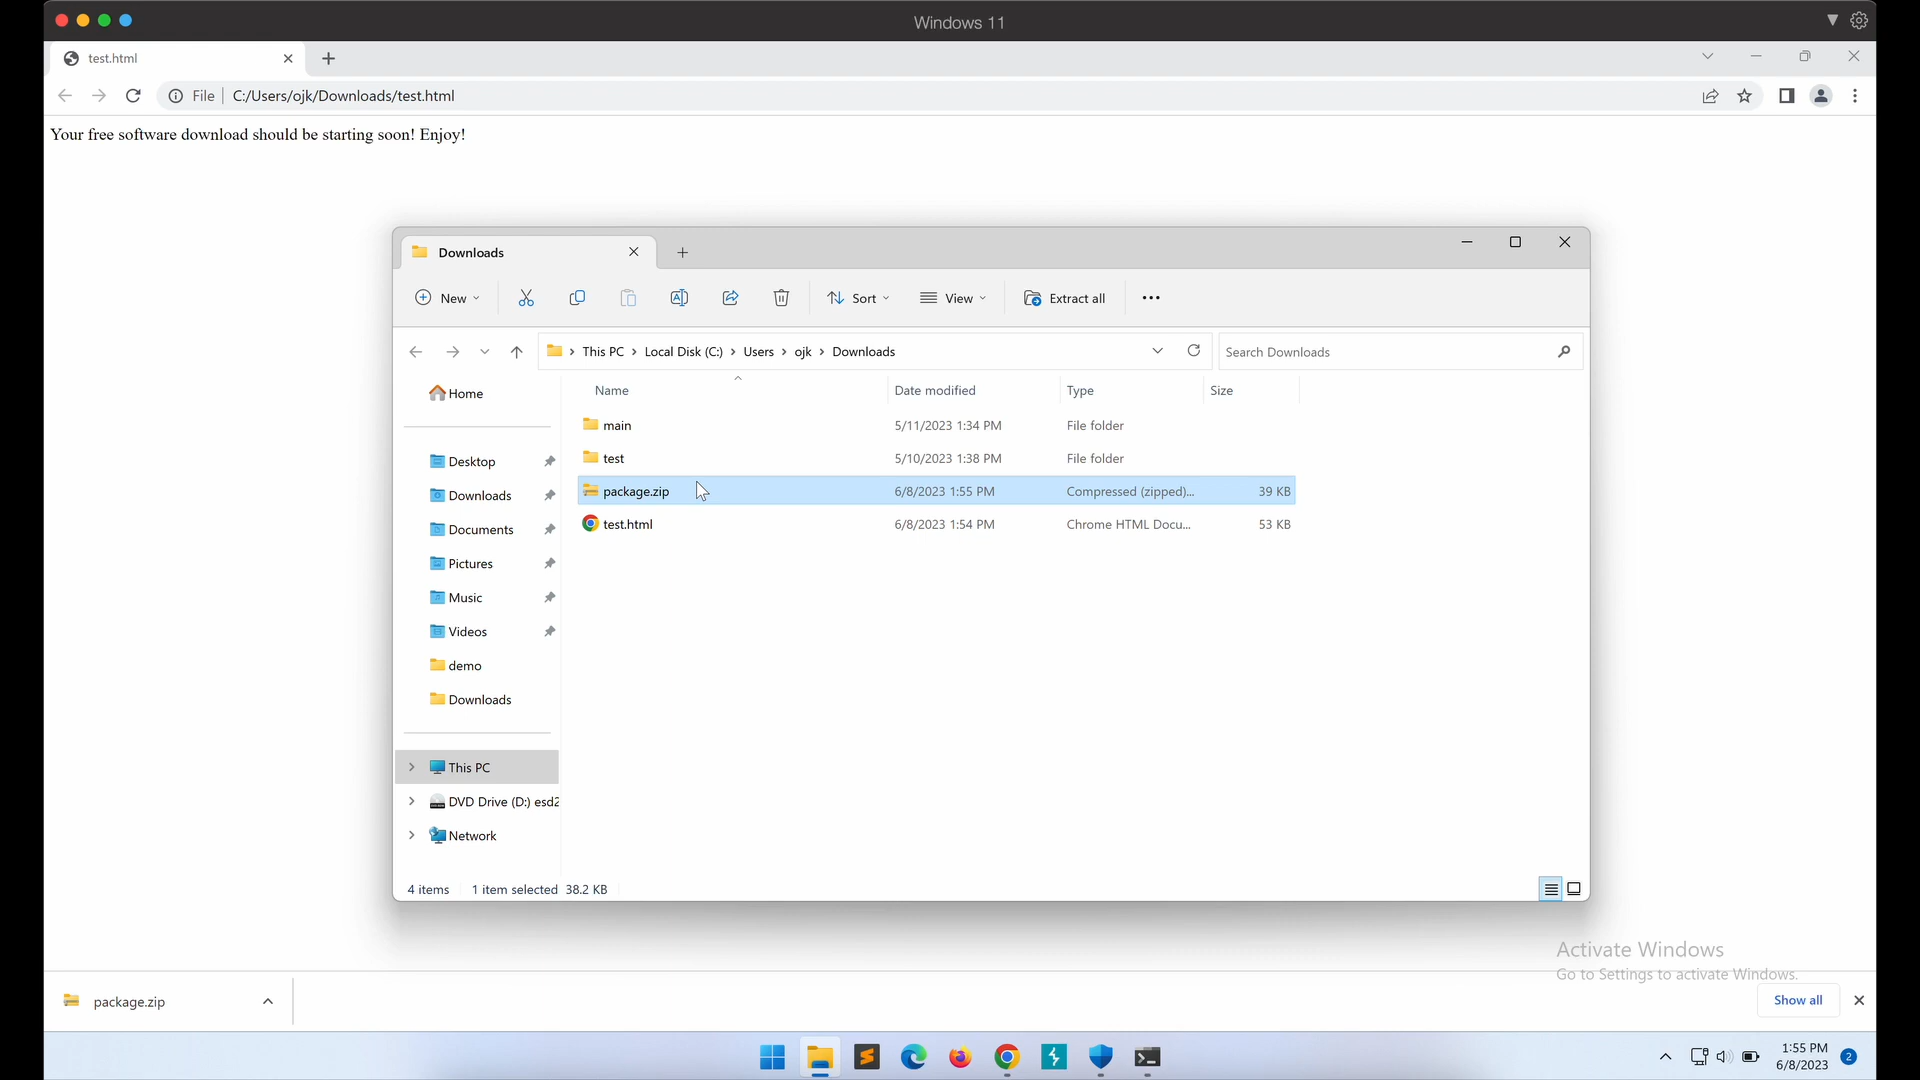 Windows 11
test.html
File
C:/Users/ojk/Downloads/test.html
Your free software download should be starting soon! Enjoy!
Downloads
New
Sort
View
Extract all
This PC > Local Disk (C:) > Users > ojk > Downloads
Search Downloads
Name Date modified Type Size
Home
main 5/11/2023 1:34 PM File folder
test 5/10/2023 1:38 PM File folder
package.zip 6/8/2023 1:55 PM Compressed (zipped)... 39 KB
test.html 6/8/2023 1:54 PM Chrome HTML Docu... 53 KB
Desktop
Downloads
Documents
Pictures
Music
Videos
demo
Downloads
This PC
DVD Drive (D:) esd2
Network
4 items 1 item selected 38.2 KB
Activate Windows
Go to Settings to activate Windows.
package.zip
Show all
1:55 PM
6/8/2023
2